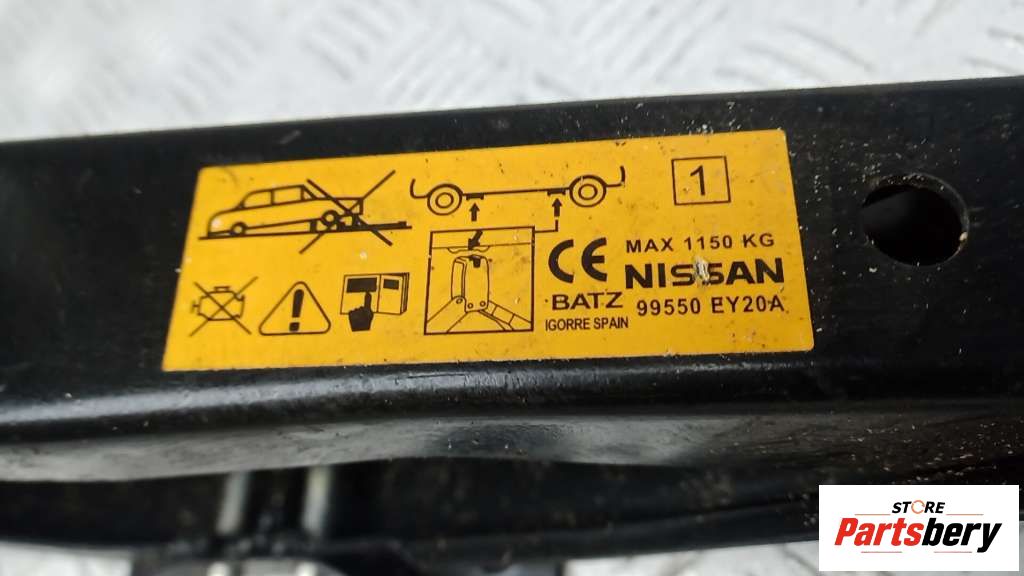 1
MAX 1150 KG
CE
NISSAN
BATZ
99550 EY20A
IGORRE SPAIN
STORE
Partsbery